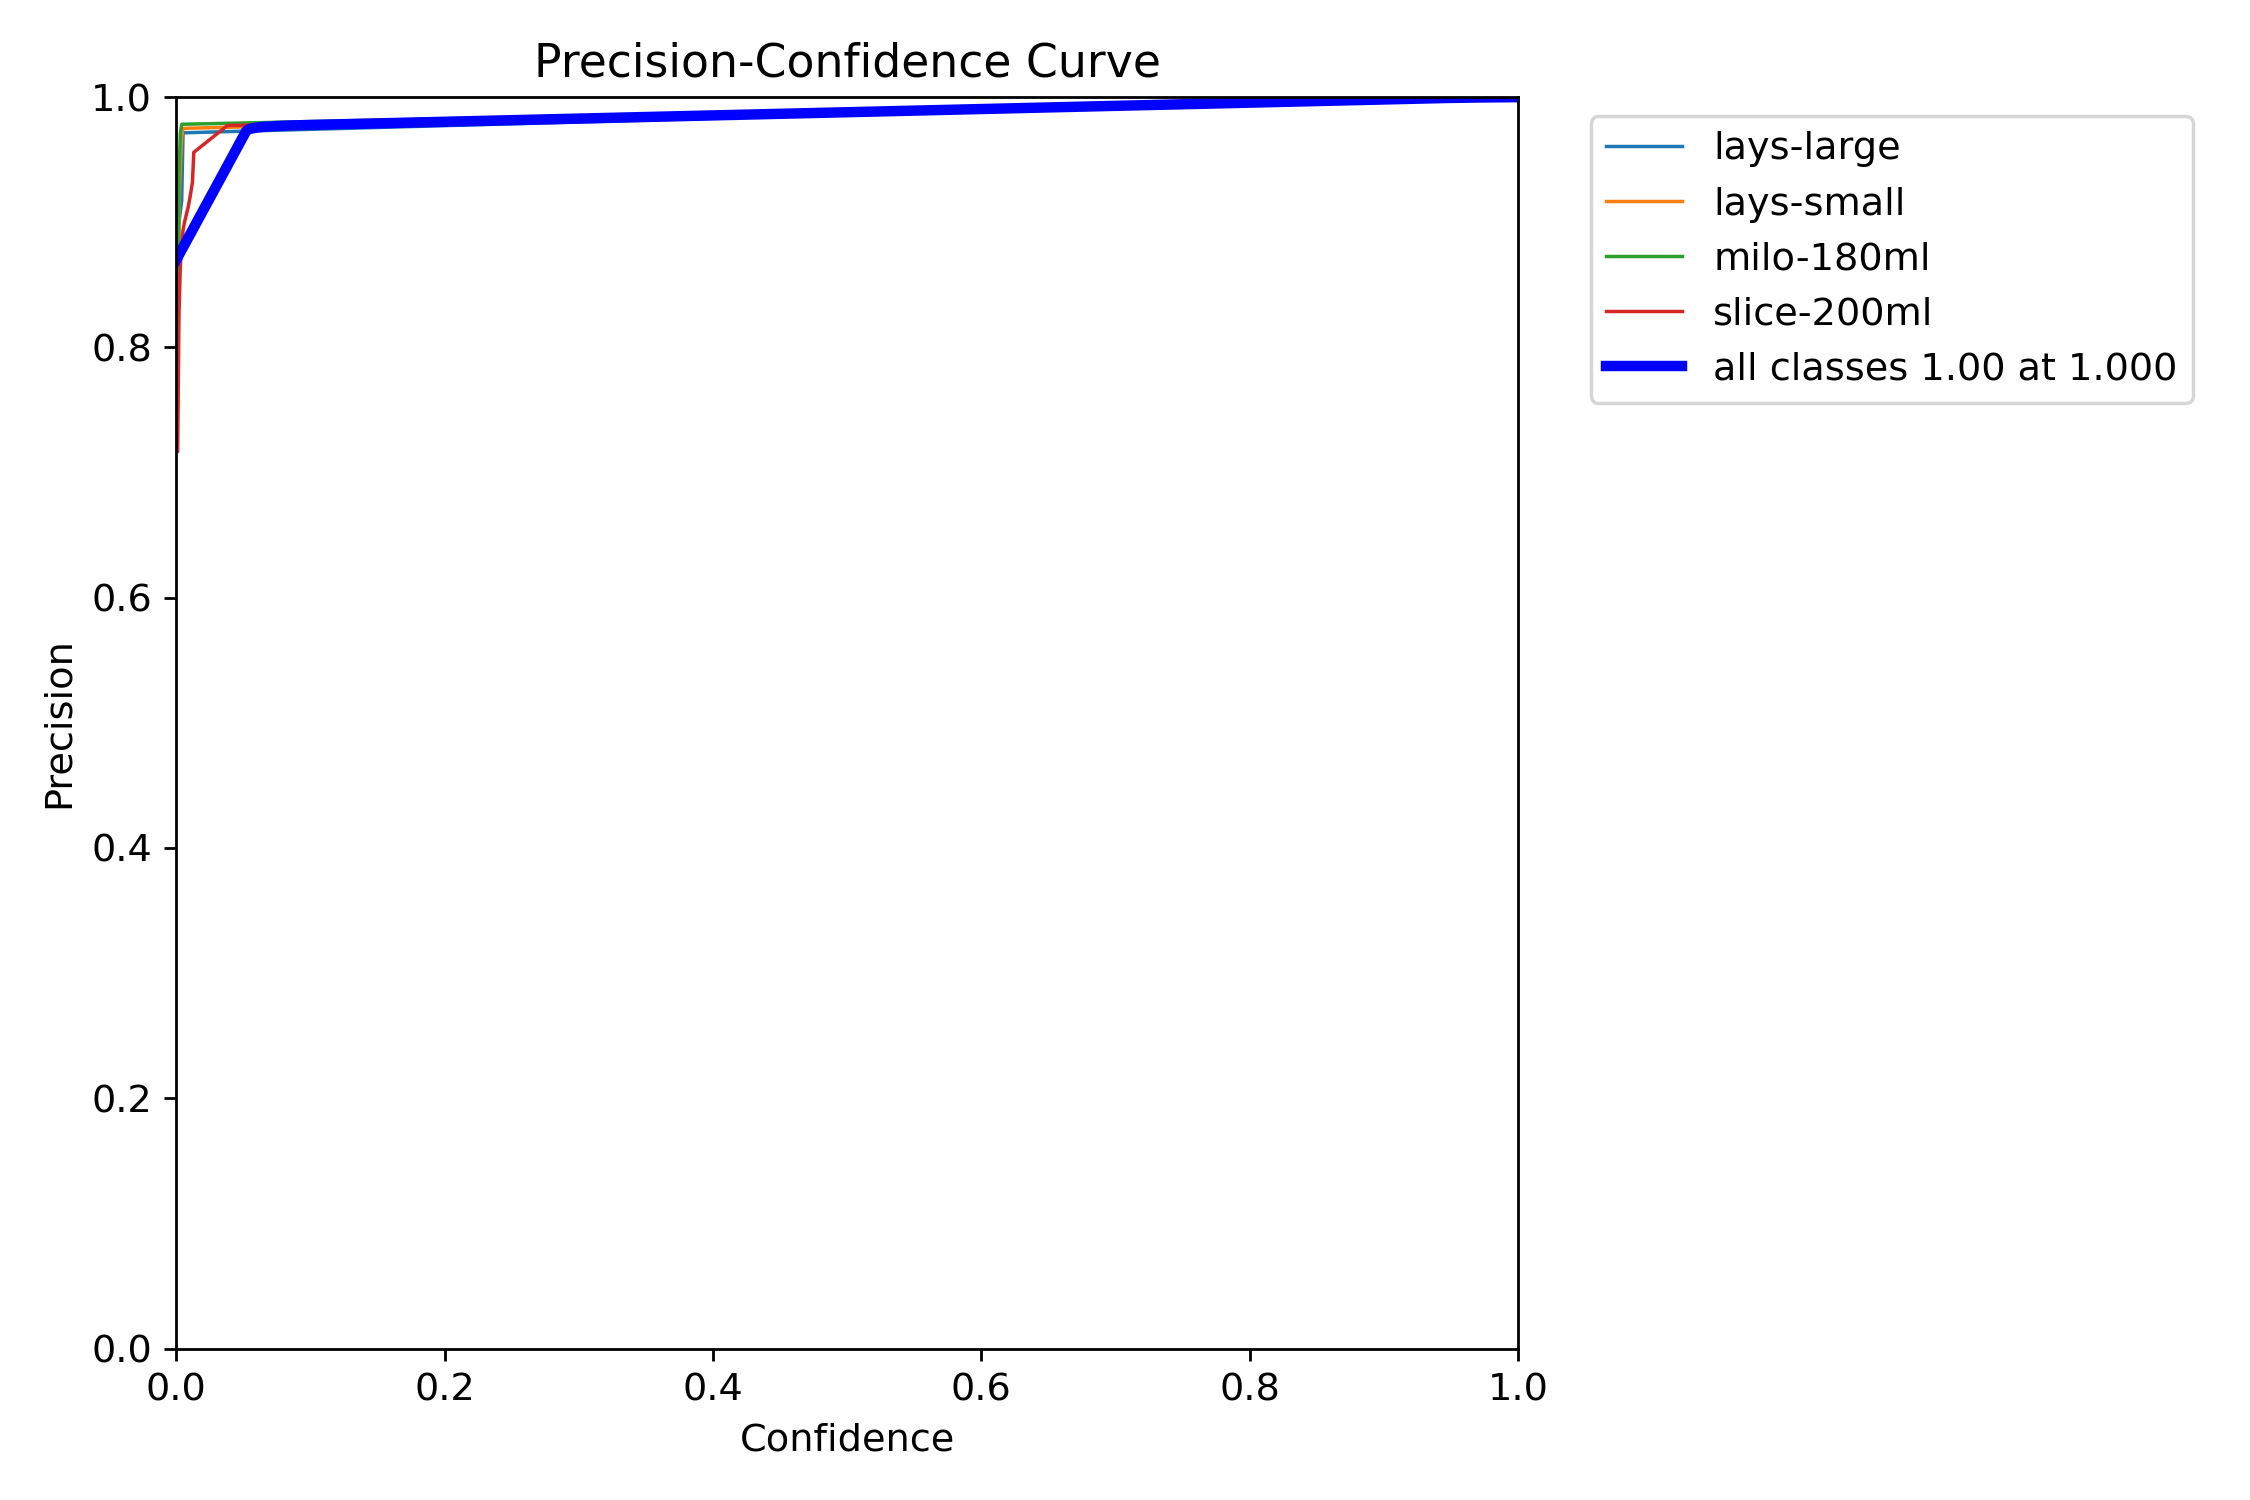 Precision-Confidence Curve
1.0
0.8
0.6
0.4
0.2
0.0
Precision
0.0 0.2 0.4 0.6 0.8 1.0
Confidence
lays-large
lays-small
milo-180ml
slice-200ml
all classes 1.00 at 1.000